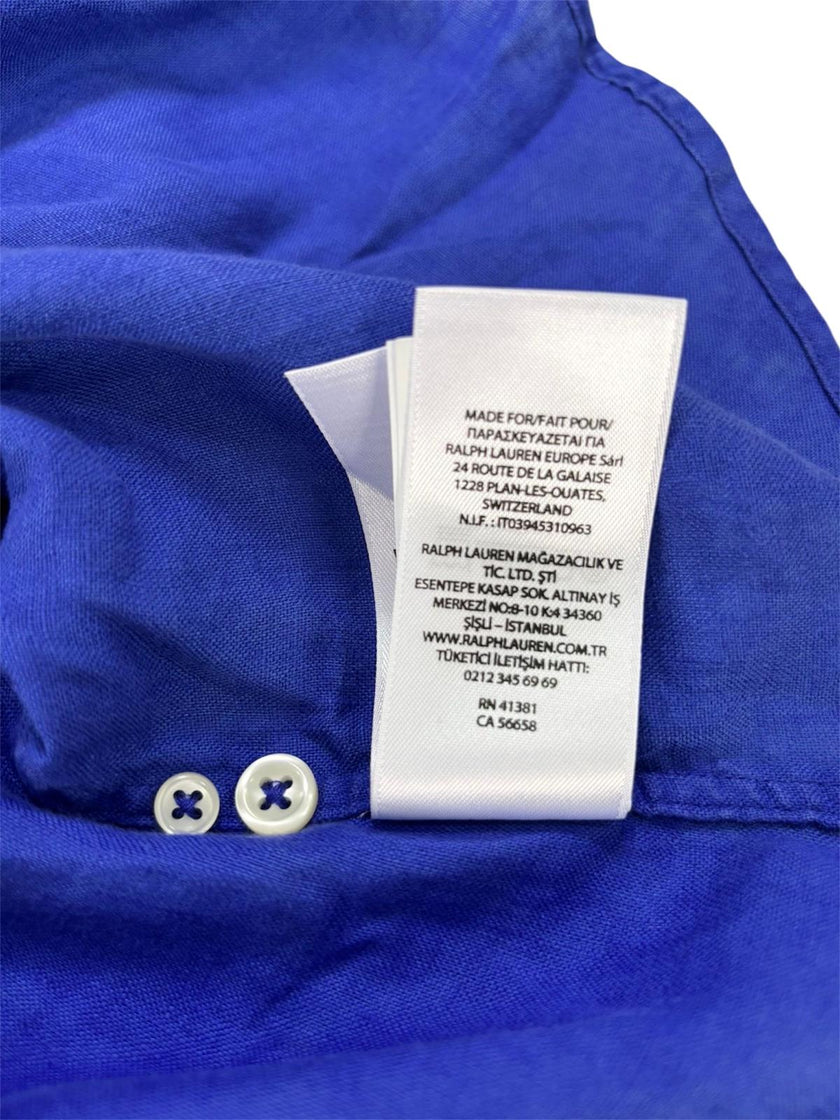 MADE FOR/FAIT POUR/
ΠΑΡΑΣΚΕΥΑΖΕΤΑΙ ΓΙΑ
RALPH LAUREN EUROPE Sárl
24 ROUTE DE LA GALAISE
1228 PLAN-LES-OUATES,
SWITZERLAND
N.I.F. : IT03945310963
RALPH LAUREN MAĞAZACILIK VE
TİC. LTD. ŞTİ
ESENTEPE KASAP SOK. ALTINAY İŞ
MERKEZİ NO:8-10 K:4 34360
ŞİŞLİ – İSTANBUL
WWW.RALPHLAUREN.COM.TR
TÜKETİCİ İLETİŞİM HATTI:
0212 345 69 69
RN 41381
CA 56658